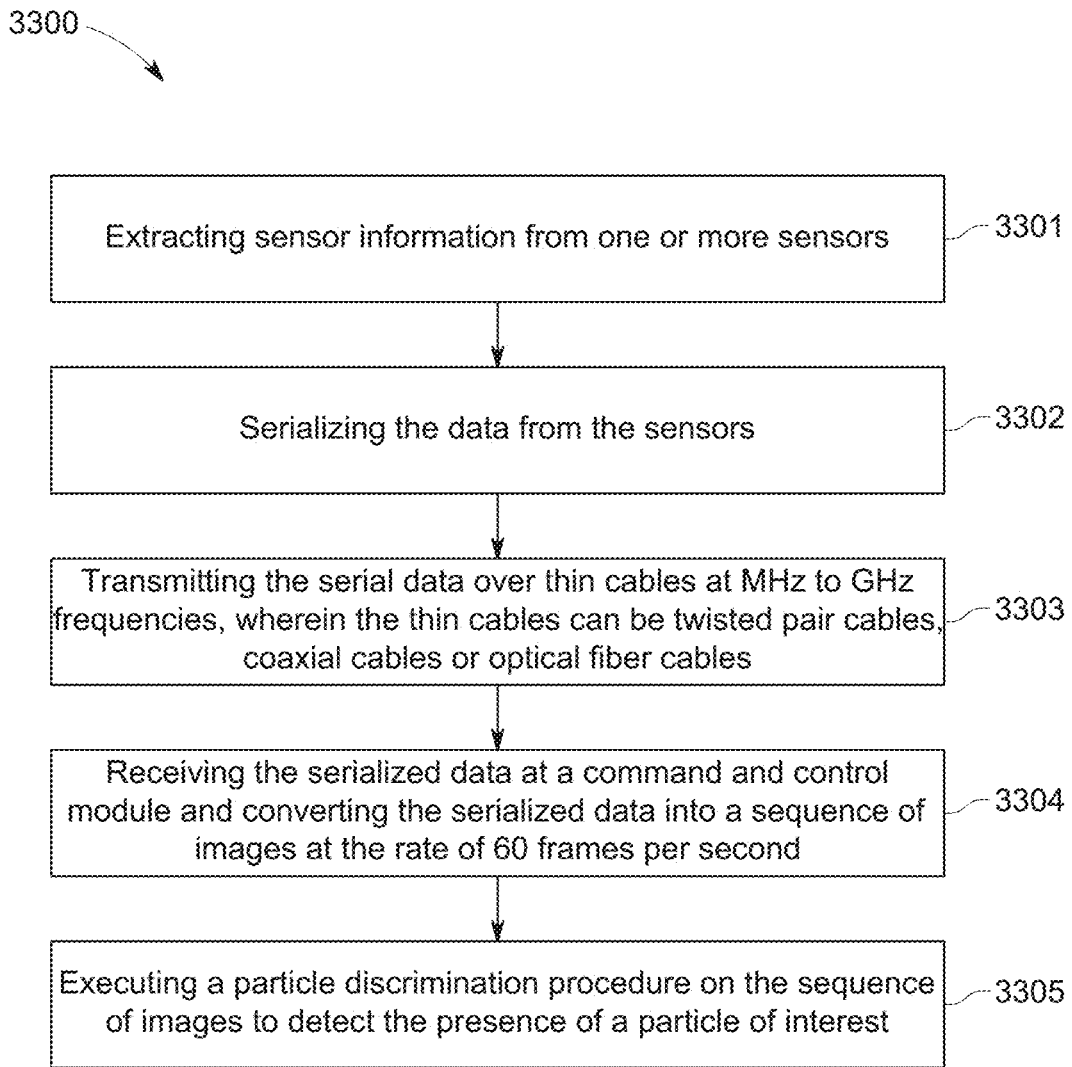 3300
Extracting sensor information from one or more sensors
3301
Serializing the data from the sensors
3302
Transmitting the serial data over thin cables at MHz to GHz
frequencies, wherein the thin cables can be twisted pair cables,
coaxial cables or optical fiber cables
3303
Receiving the serialized data at a command and control
module and converting the serialized data into a sequence of
images at the rate of 60 frames per second
3304
Executing a particle discrimination procedure on the sequence
of images to detect the presence of a particle of interest
3305